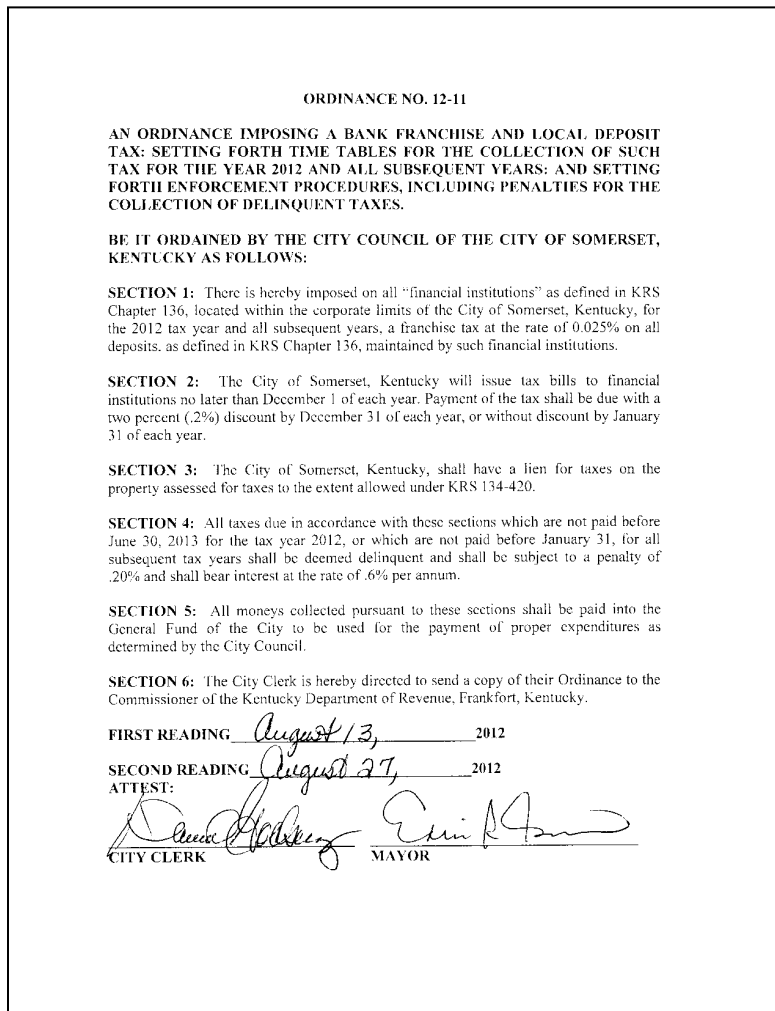 ORDINANCE NO. 12-11
AN ORDINANCE IMPOSING A BANK FRANCHISE AND LOCAL DEPOSIT
TAX: SETTING FORTH TIME TABLES FOR THE COLLECTION OF SUCH
TAX FOR THE YEAR 2012 AND ALL SUBSEQUENT YEARS: AND SETTING
FORTH ENFORCEMENT PROCEDURES, INCLUDING PENALTIES FOR THE
COLLECTION OF DELINQUENT TAXES.
BE IT ORDAINED BY THE CITY COUNCIL OF THE CITY OF SOMERSET,
KENTUCKY AS FOLLOWS:
SECTION 1: There is hereby imposed on all "financial institutions" as defined in KRS
Chapter 136, located within the corporate limits of the City of Somerset, Kentucky, for
the 2012 tax year and all subsequent years, a franchise tax at the rate of 0.025% on all
deposits. as defined in KRS Chapter 136, maintained by such financial institutions.
SECTION 2: The City of Somerset, Kentucky will issue tax bills to financial
institutions no later than December 1 of each year. Payment of the tax shall be due with a
two percent (.2%) discount by December 31 of each year, or without discount by January
31 of each year.
SECTION 3: The City of Somerset, Kentucky, shall have a lien for taxes on the
property assessed for taxes to the extent allowed under KRS 134-420.
SECTION 4: All taxes due in accordance with these sections which are not paid before
June 30, 2013 for the tax year 2012, or which are not paid before January 31, for all
subsequent tax years shall be deemed delinquent and shall be subject to a penalty of
.20% and shall bear interest at the rate of .6% per annum.
SECTION 5: All moneys collected pursuant to these sections shall be paid into the
General Fund of the City to be used for the payment of proper expenditures as
determined by the City Council.
SECTION 6: The City Clerk is hereby directed to send a copy of their Ordinance to the
Commissioner of the Kentucky Department of Revenue, Frankfort, Kentucky.
FIRST READING August 13, 2012
SECOND READING August 27, 2012
ATTEST:
CITY CLERK MAYOR